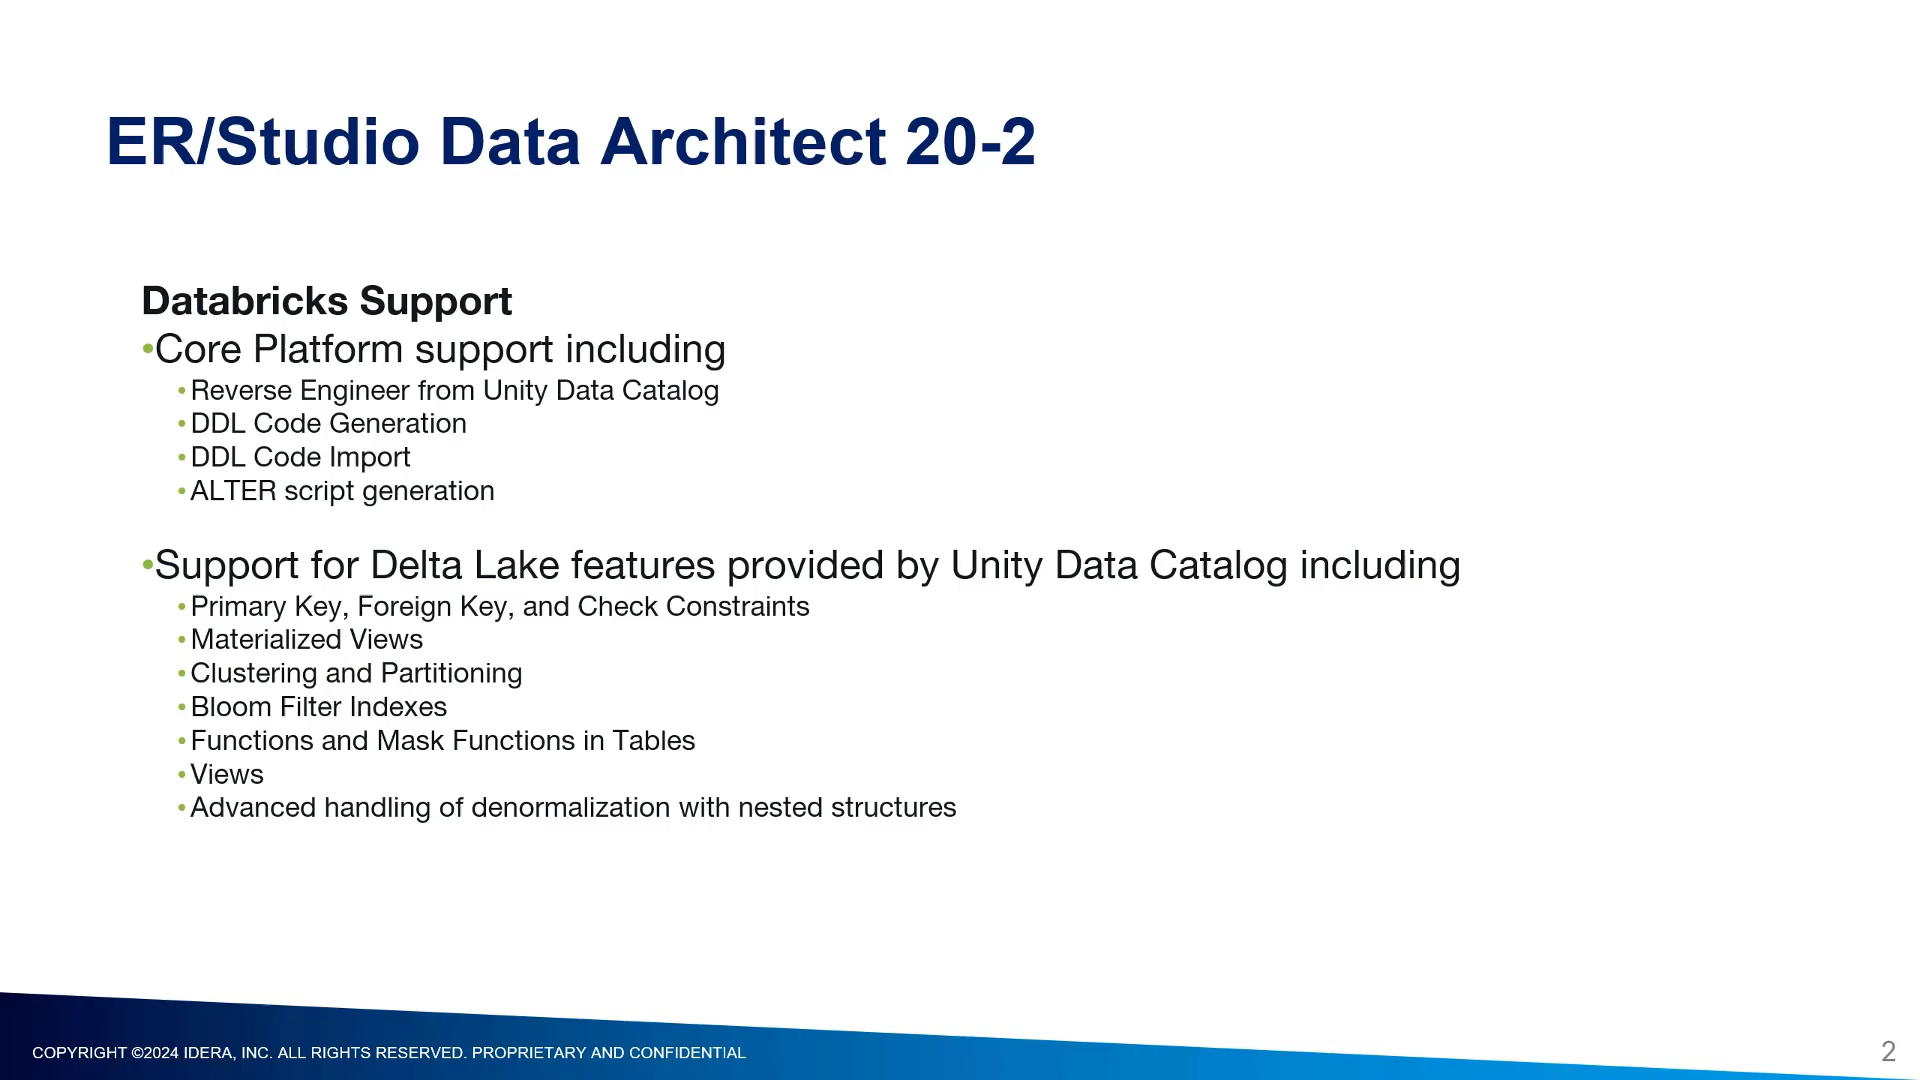 ER/Studio Data Architect 20-2
Databricks Support
•Core Platform support including
•Reverse Engineer from Unity Data Catalog
•DDL Code Generation
•DDL Code Import
•ALTER script generation
•Support for Delta Lake features provided by Unity Data Catalog including
•Primary Key, Foreign Key, and Check Constraints
•Materialized Views
•Clustering and Partitioning
•Bloom Filter Indexes
•Functions and Mask Functions in Tables
•Views
•Advanced handling of denormalization with nested structures
COPYRIGHT ©2024 IDERA, INC. ALL RIGHTS RESERVED. PROPRIETARY AND CONFIDENTIAL
2